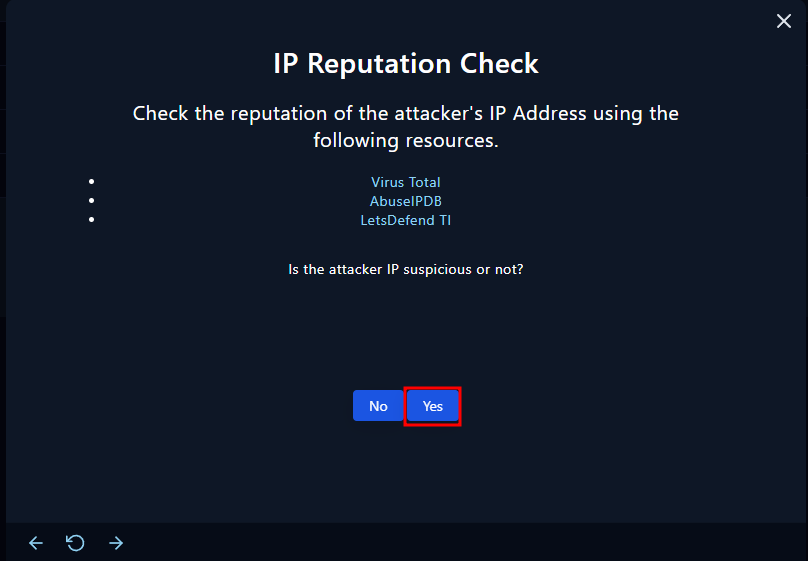 IP Reputation Check
Check the reputation of the attacker's IP Address using the
following resources.
Virus Total
AbuseIPDB
LetsDefend TI
Is the attacker IP suspicious or not?
No Yes